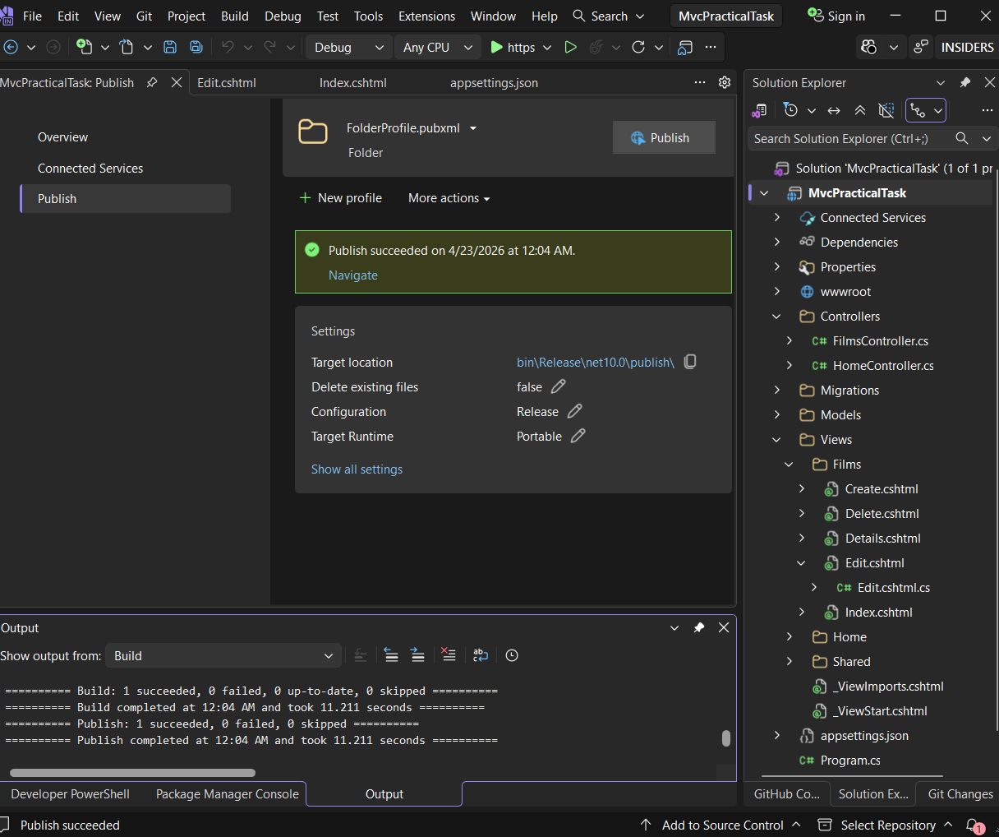 File Edit View Git Project Build Debug Test Tools Extensions Window Help Search MvcPracticalTask Sign in
Debug Any CPU https INSIDERS
MvcPracticalTask: Publish Edit.cshtml Index.cshtml appsettings.json
Overview
Connected Services
Publish
FolderProfile.pubxml
Folder
Publish
New profile More actions
Publish succeeded on 4/23/2026 at 12:04 AM.
Navigate
Settings
Target location bin\Release\net10.0\publish\
Delete existing files false
Configuration Release
Target Runtime Portable
Show all settings
Output
Show output from: Build
========== Build: 1 succeeded, 0 failed, 0 up-to-date, 0 skipped ==========
========== Build completed at 12:04 AM and took 11.211 seconds ==========
========== Publish: 1 succeeded, 0 failed, 0 skipped ==========
========== Publish completed at 12:04 AM and took 11.211 seconds ==========
Developer PowerShell Package Manager Console Output
Solution Explorer
Search Solution Explorer (Ctrl+;)
Solution 'MvcPracticalTask' (1 of 1 pr
MvcPracticalTask
Connected Services
Dependencies
Properties
wwwroot
Controllers
C# FilmsController.cs
C# HomeController.cs
Migrations
Models
Views
Films
Create.cshtml
Delete.cshtml
Details.cshtml
Edit.cshtml
C# Edit.cshtml.cs
Index.cshtml
Home
Shared
_ViewImports.cshtml
_ViewStart.cshtml
appsettings.json
C# Program.cs
GitHub Co... Solution Ex... Git Changes
Publish succeeded Add to Source Control Select Repository 1